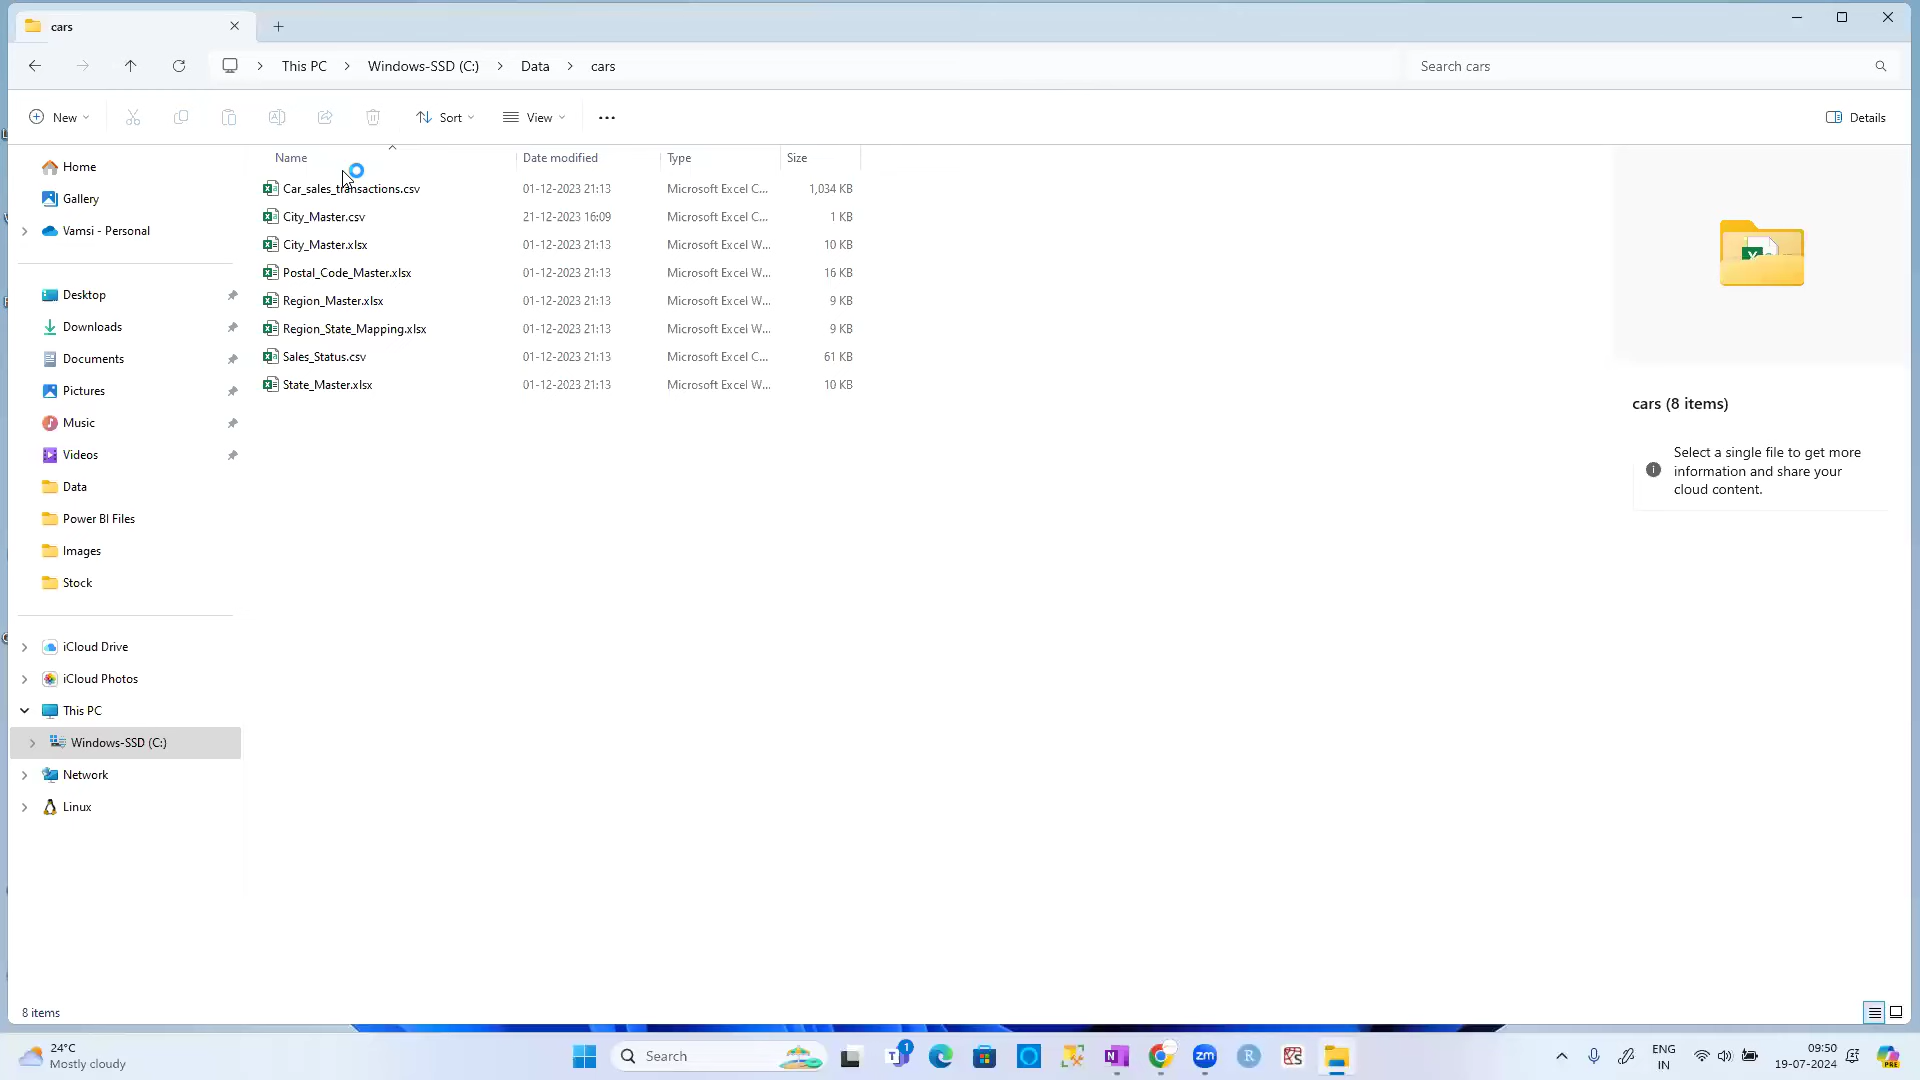 cars
This PC
Windows-SSD (C:)
Data
cars
Search cars
New
Sort
View
Details
Name
Date modified
Type
Size
Car_sales_transactions.csv
01-12-2023 21:13
Microsoft Excel C...
1,034 KB
City_Master.csv
21-12-2023 16:09
Microsoft Excel C...
1 KB
City_Master.xlsx
01-12-2023 21:13
Microsoft Excel W...
10 KB
Postal_Code_Master.xlsx
01-12-2023 21:13
Microsoft Excel W...
16 KB
Region_Master.xlsx
01-12-2023 21:13
Microsoft Excel W...
9 KB
Region_State_Mapping.xlsx
01-12-2023 21:13
Microsoft Excel W...
9 KB
Sales_Status.csv
01-12-2023 21:13
Microsoft Excel C...
61 KB
State_Master.xlsx
01-12-2023 21:13
Microsoft Excel W...
10 KB
Home
Gallery
Vamsi - Personal
Desktop
Downloads
Documents
Pictures
Music
Videos
Data
Power BI Files
Images
Stock
iCloud Drive
iCloud Photos
This PC
Windows-SSD (C:)
Network
Linux
cars (8 items)
Select a single file to get more
information and share your
cloud content.
8 items
24°C
Mostly cloudy
Search
1
zm
R
ENG
IN
09:50
19-07-2024
PRE